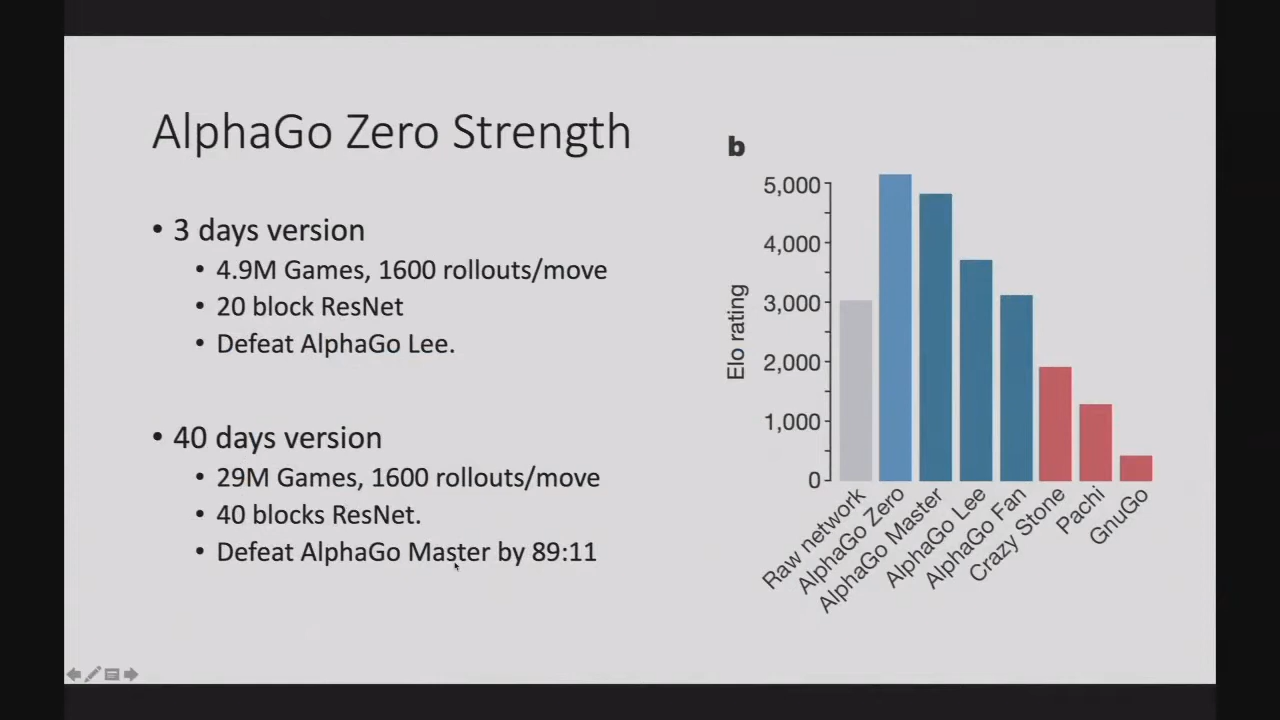 AlphaGo Zero Strength
• 3 days version
• 4.9M Games, 1600 rollouts/move
• 20 block ResNet
• Defeat AlphaGo Lee.
• 40 days version
• 29M Games, 1600 rollouts/move
• 40 blocks ResNet.
• Defeat AlphaGo Master by 89:11
b
Elo rating
5,000
4,000
3,000
2,000
1,000
0
Raw network
AlphaGo Zero
AlphaGo Master
AlphaGo Lee
AlphaGo Fan
Crazy Stone
Pachi
GnuGo